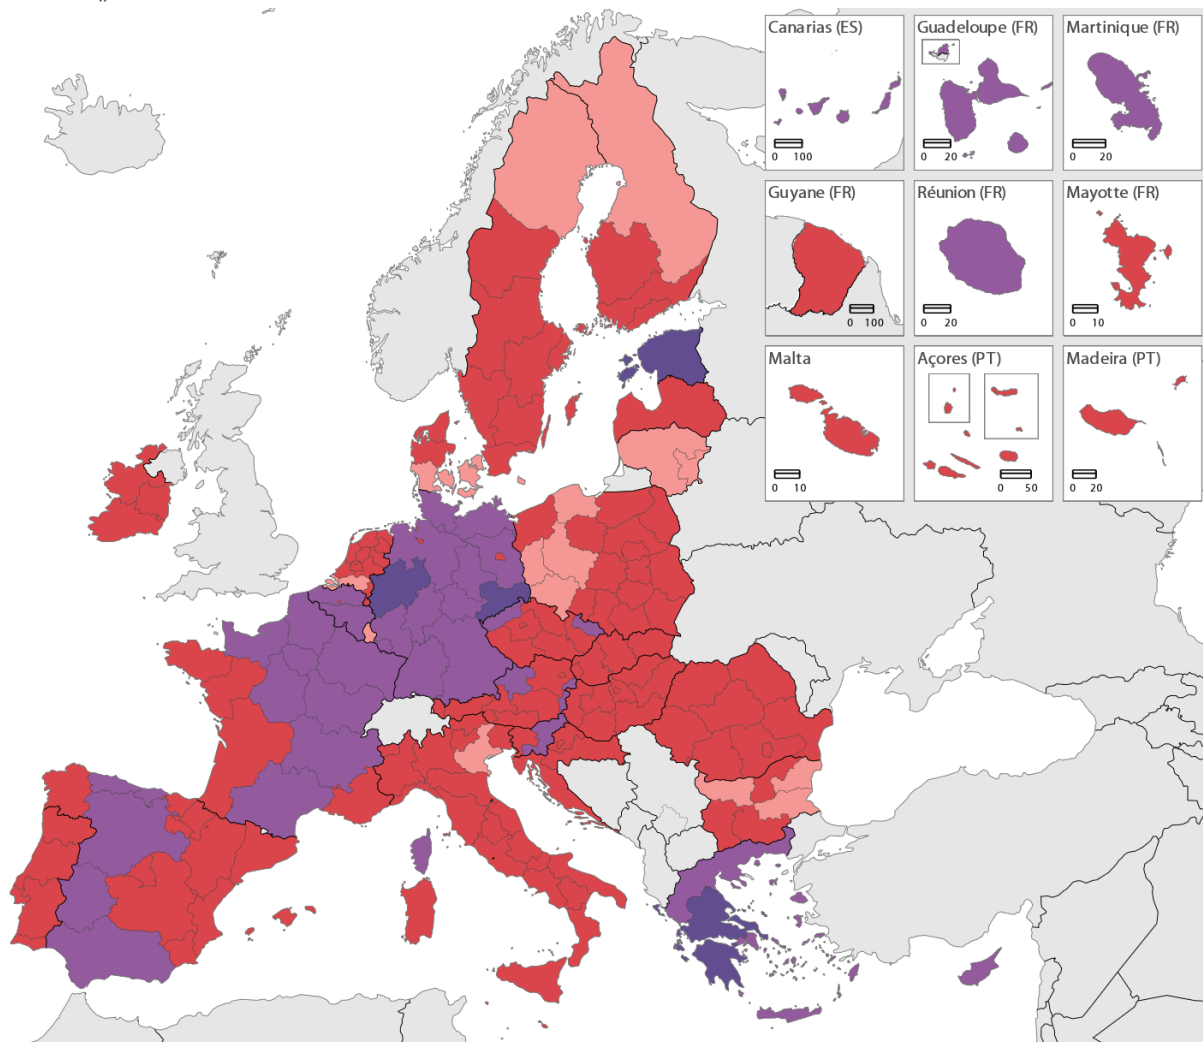 Canarias (ES)
0 100
Guadeloupe (FR)
0 20
Martinique (FR)
0 20
Guyane (FR)
0 100
Réunion (FR)
0 20
Mayotte (FR)
0 10
Malta
0 10
Açores (PT)
0 50
Madeira (PT)
0 20